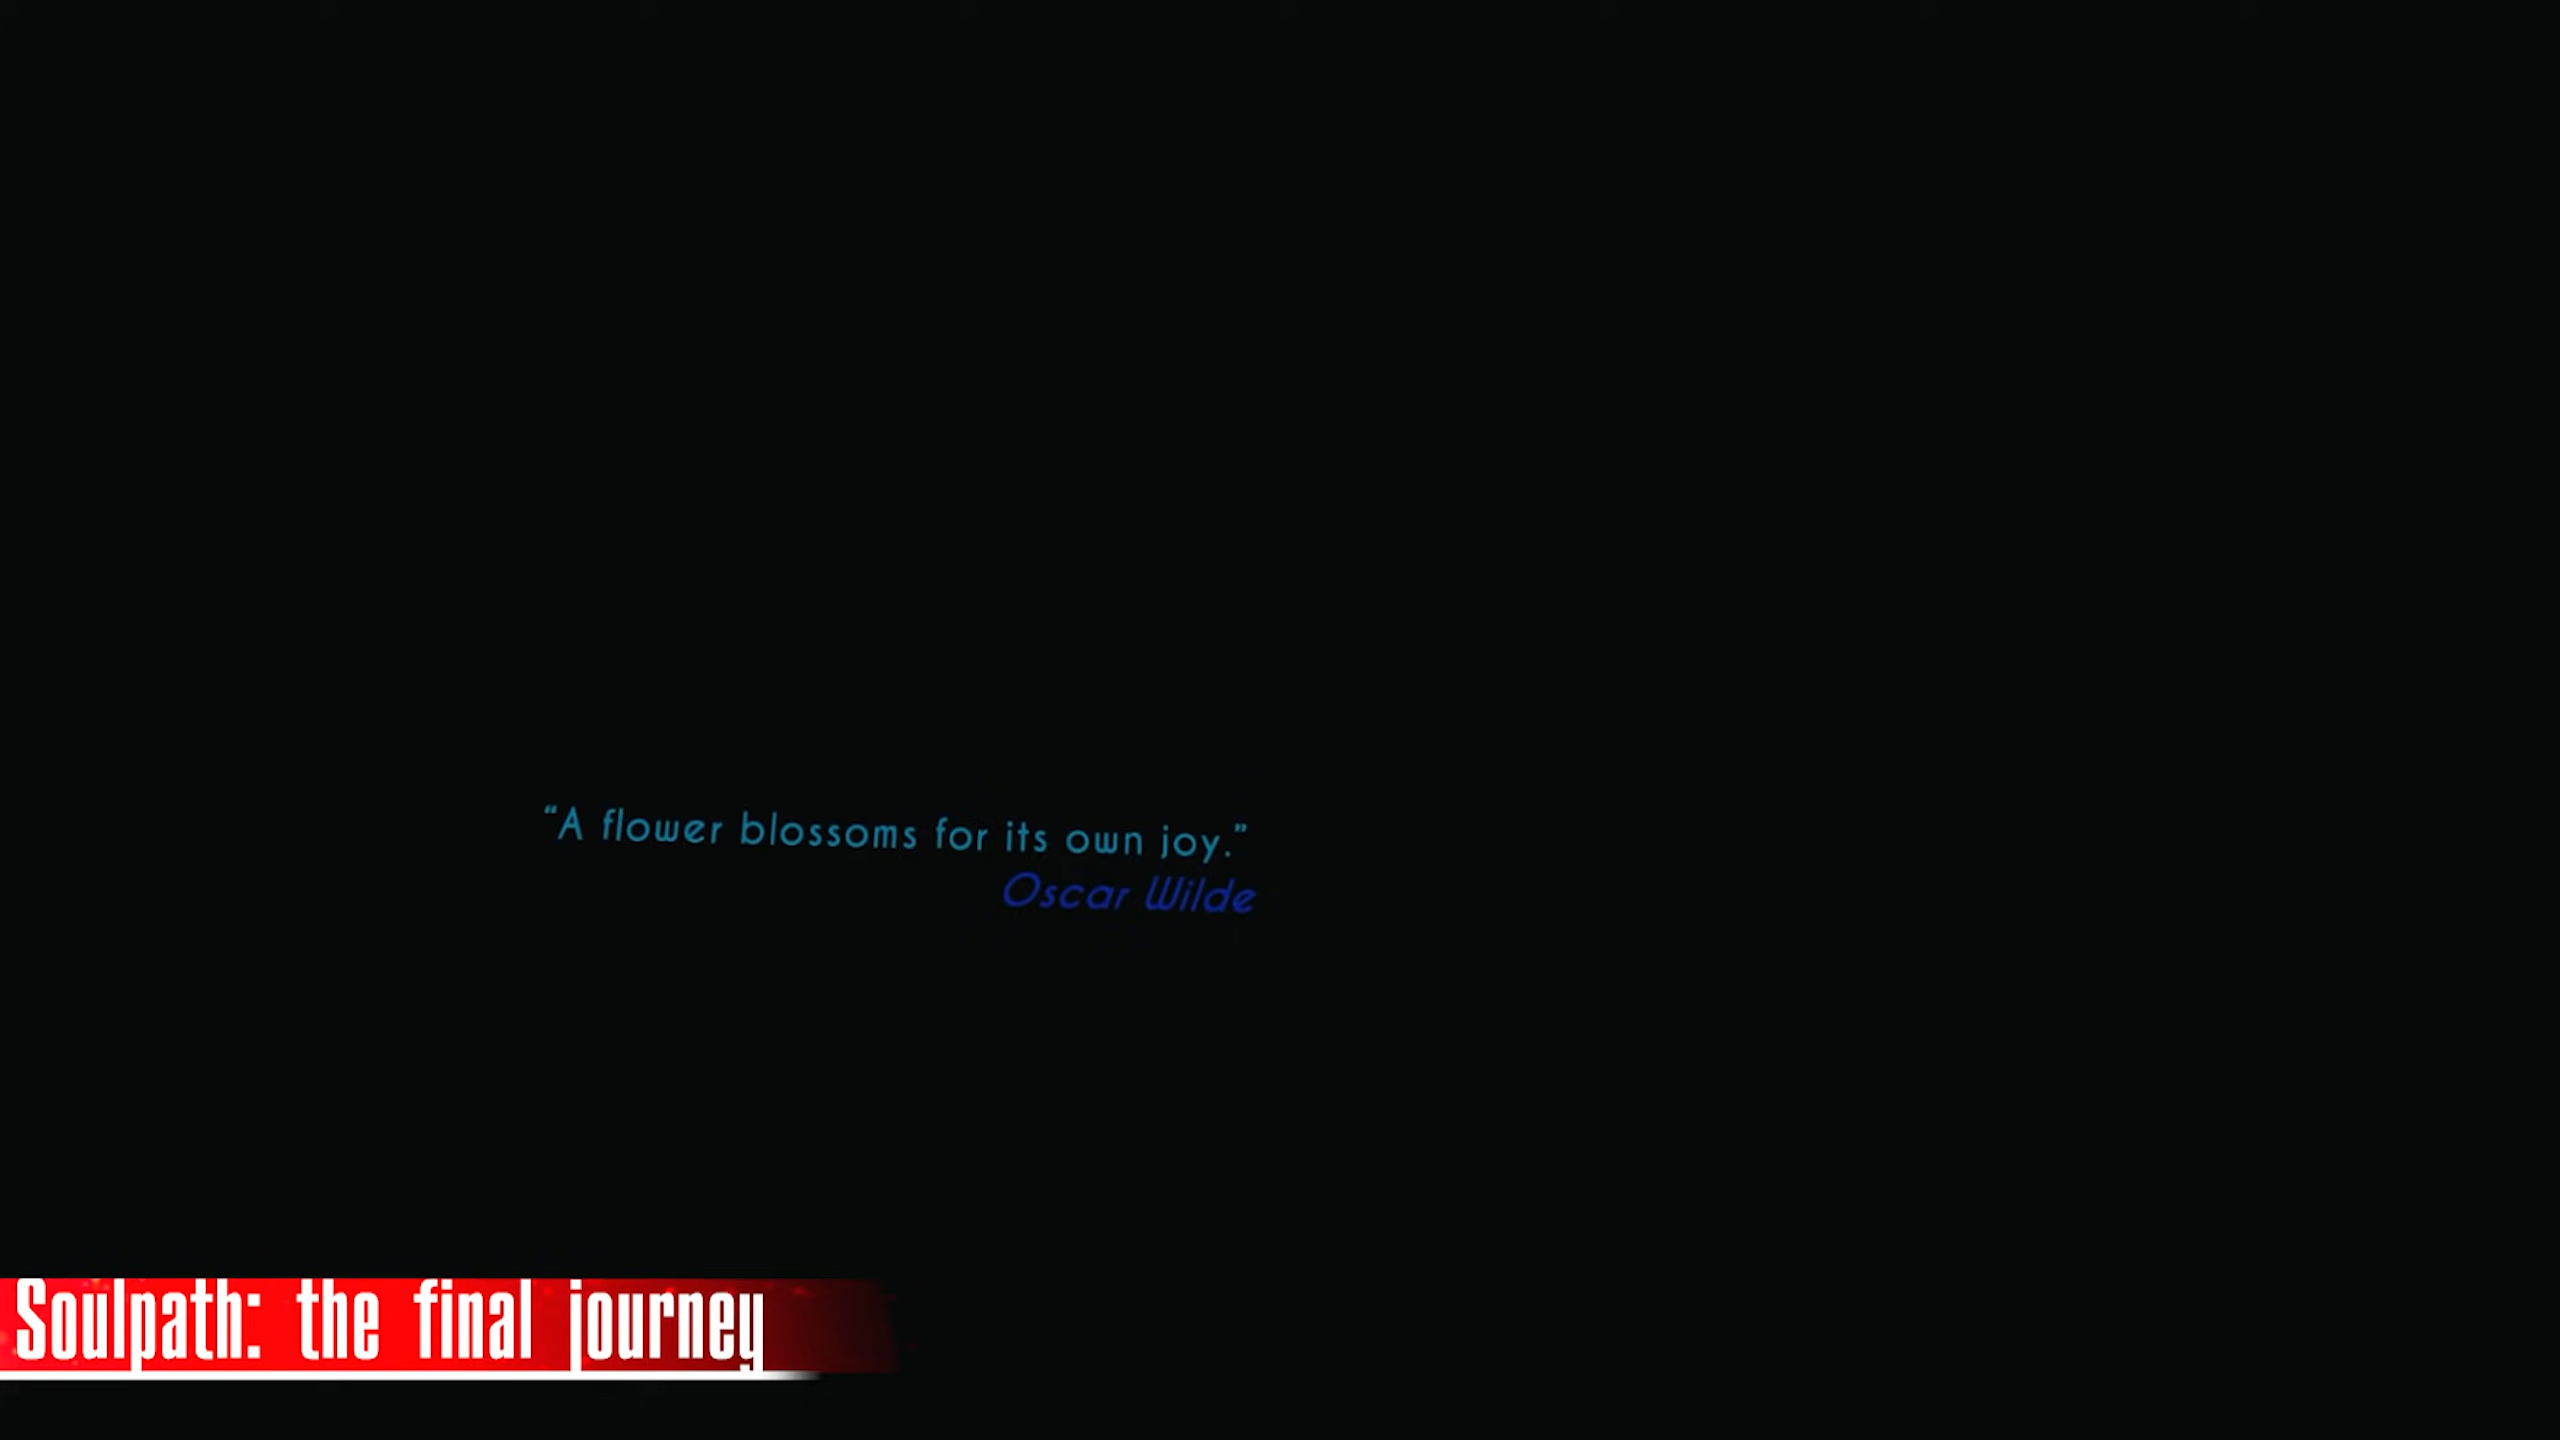 “A flower blossoms for its own joy.”
Oscar Wilde
Soulpath: the final journey